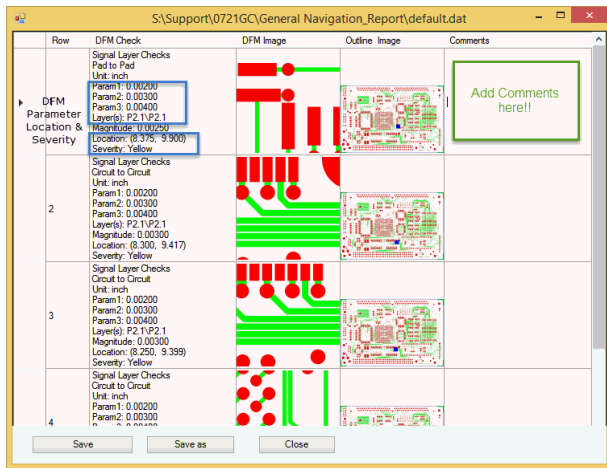 S:\Support\0721GC\General Navigation_Report\default.dat
Row DFM Check DFM Image Outline Image Comments
Signal Layer Checks
Pad to Pad
Unit: inch
Param1: 0.00200
Param2: 0.00300
Param3: 0.00400
Layer(s): P2.1\P2.1
Magnitude: 0.00250
Location: (8.375, 9.900)
Severity: Yellow
DFM
Parameter
Location &
Severity
Add Comments
here!!
2
Signal Layer Checks
Circuit to Circuit
Unit: inch
Param1: 0.00200
Param2: 0.00300
Param3: 0.00400
Layer(s): P2.1\P2.1
Magnitude: 0.00300
Location: (8.300, 9.417)
Severity: Yellow
3
Signal Layer Checks
Circuit to Circuit
Unit: inch
Param1: 0.00200
Param2: 0.00300
Param3: 0.00400
Layer(s): P2.1\P2.1
Magnitude: 0.00300
Location: (8.250, 9.399)
Severity: Yellow
4
Signal Layer Checks
Circuit to Circuit
Unit: inch
Param1: 0.00200
Param2: 0.00300
Save Save as Close